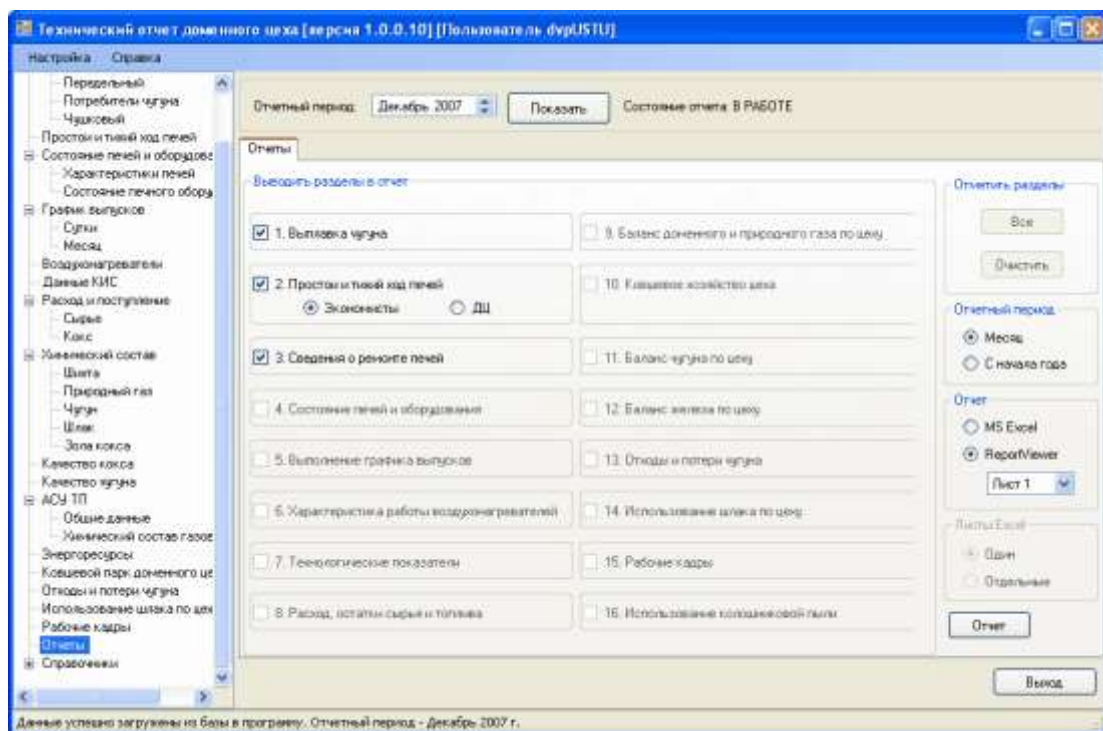 Технический отчет доменного цеха [версия 1.0.0.10] [Пользователь dvpUSTU]
Настройка Справка
Передельный
Потребители чугуна
Чушковый
Простои и тихий ход печей
Состояние печей и оборудова
Характеристики печей
Состояние печного обору
График выпусков
Сутки
Месяц
Воздухонагреватели
Данные КИС
Расход и поступление
Сырье
Кокс
Химический состав
Шихта
Природный газ
Чугун
Шлак
Зола кокса
Качество кокса
Качество чугуна
АСУ ТП
Общие данные
Химический состав газов
Энергоресурсы
Ковшевой парк доменного це
Отходы и потери чугуна
Использование шлака по цех
Рабочие кадры
Отчеты
Справочники
Отчетный период: Декабрь 2007 Показать Состояние отчета: В РАБОТЕ
Отчеты
Выводить разделы в отчет
1. Выплавка чугуна
2. Простои и тихий ход печей
Экономисты ДЦ
3. Сведения о ремонте печей
4. Состояние печей и оборудования
5. Выполнение графика выпусков
6. Характеристика работы воздухонагревателей
7. Технологические показатели
8. Расход, остатки сырья и топлива
9. Баланс доменного и природного газа по цеху
10. Ковшевое хозяйство цеха
11. Баланс чугуна по цеху
12. Баланс железа по цеху
13. Отходы и потери чугуна
14. Использование шлака по цеху
15. Рабочие кадры
16. Использование колошниковой пыли
Отметить разделы
Все
Очистить
Отчетный период
Месяц
С начала года
Отчет
MS Excel
ReportViewer
Лист 1
Листы Excel
Один
Отдельные
Отчет
Выход
Данные успешно загружены из базы в программу. Отчетный период - Декабрь 2007 г.